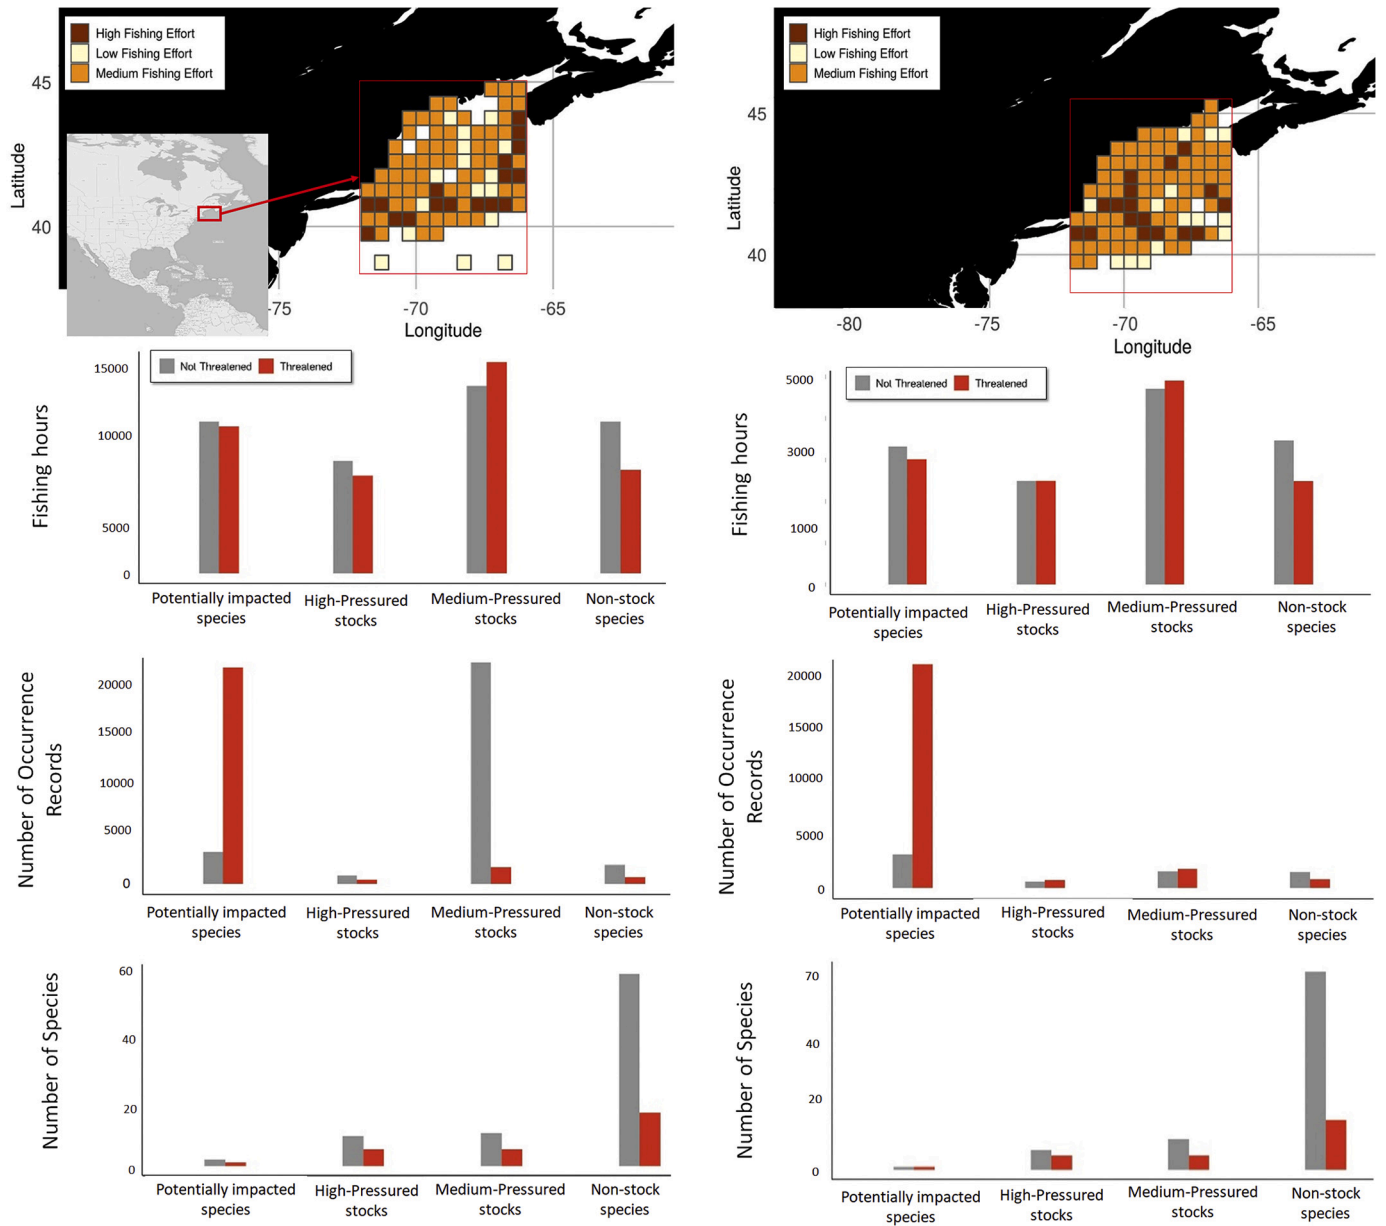 High Fishing Effort
Low Fishing Effort
Medium Fishing Effort
45
40
Latitude
-75
-70
-65
Longitude
High Fishing Effort
Low Fishing Effort
Medium Fishing Effort
45
40
Latitude
-80
-75
-70
-65
Longitude
Not Threatened
Threatened
15000
10000
5000
0
Fishing hours
Potentially impacted
species
High-Pressured
stocks
Medium-Pressured
stocks
Non-stock
species
Not Threatened
Threatened
5000
3000
1000
0
Fishing hours
Potentially impacted
species
High-Pressured
stocks
Medium-Pressured
stocks
Non-stock
species
20000
15000
10000
5000
0
Number of Occurrence
Records
Potentially impacted
species
High-Pressured
stocks
Medium-Pressured
stocks
Non-stock
species
20000
15000
10000
5000
0
Number of Occurrence
Records
Potentially impacted
species
High-Pressured
stocks
Medium-Pressured
stocks
Non-stock
species
60
40
20
0
Number of Species
Potentially impacted
species
High-Pressured
stocks
Medium-Pressured
stocks
Non-stock
species
70
40
20
0
Number of Species
Potentially impacted
species
High-Pressured
stocks
Medium-Pressured
stocks
Non-stock
species